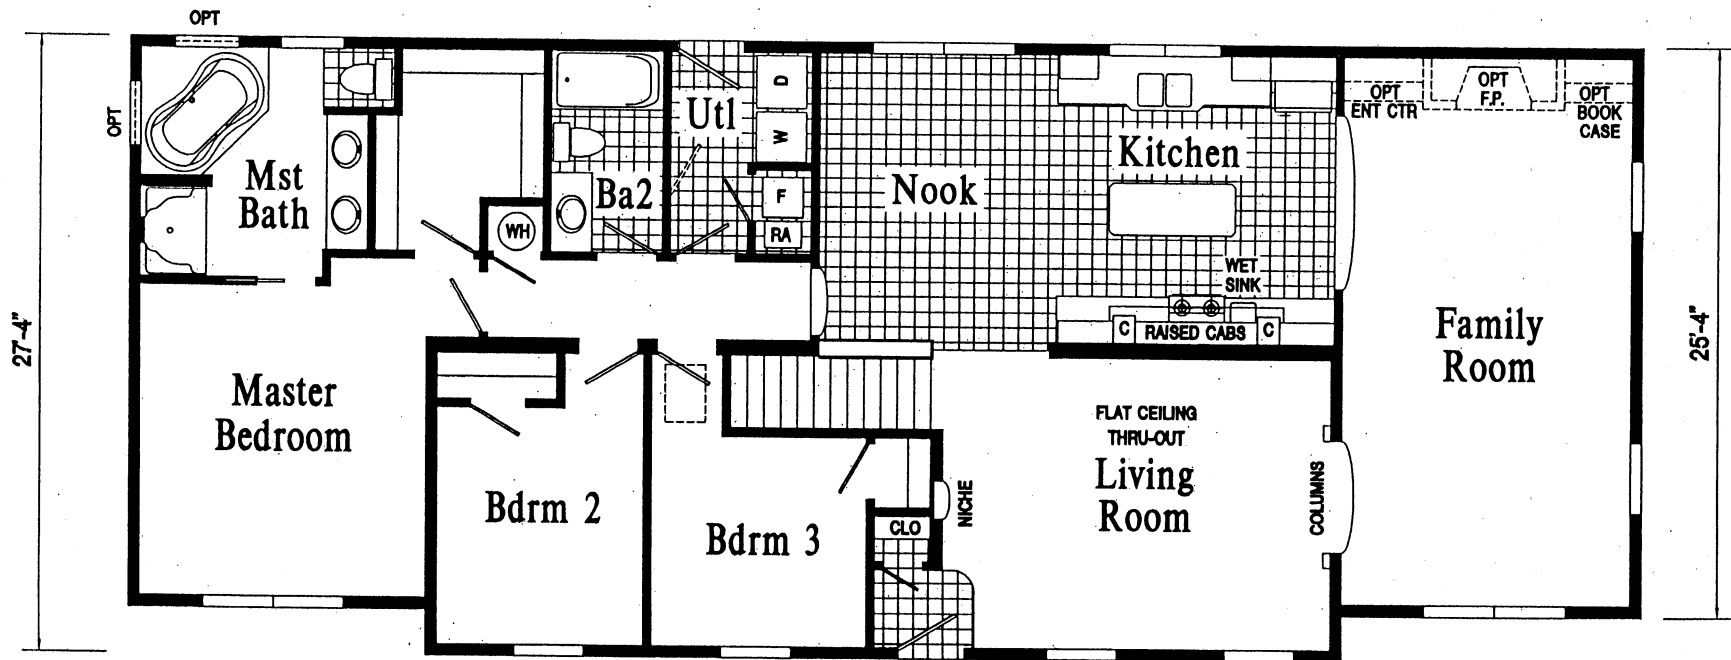 OPT
OPT
27'-4"
Mst
Bath
WH
Ba2
Utl
D
W
F
RA
Nook
Kitchen
WET
SINK
C
RAISED CABS
C
OPT
ENT CTR
OPT
F.P.
OPT
BOOK
CASE
Family
Room
25'-4"
Master
Bedroom
Bdrm 2
Bdrm 3
CLO
NICHE
FLAT CEILING
THRU-OUT
Living
Room
COLUMNS